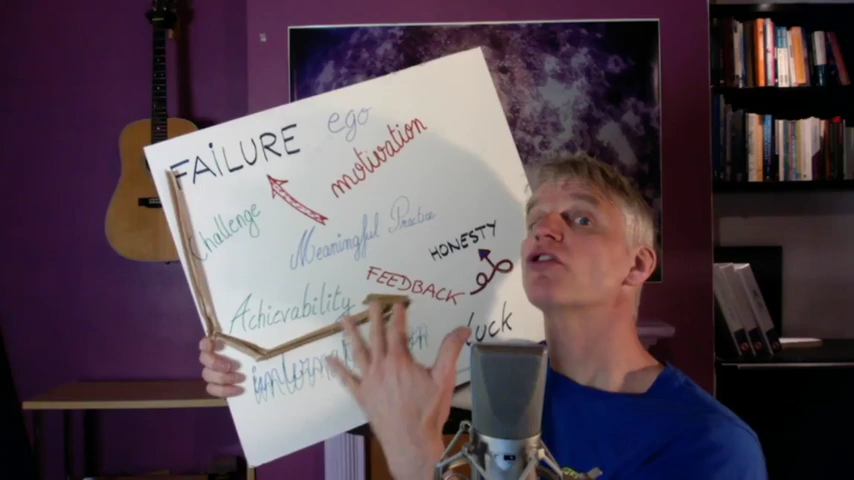 FAILURE ego
motivation
Challenge
Meaningful Practice
HONESTY
FEEDBACK
Achievability
luck